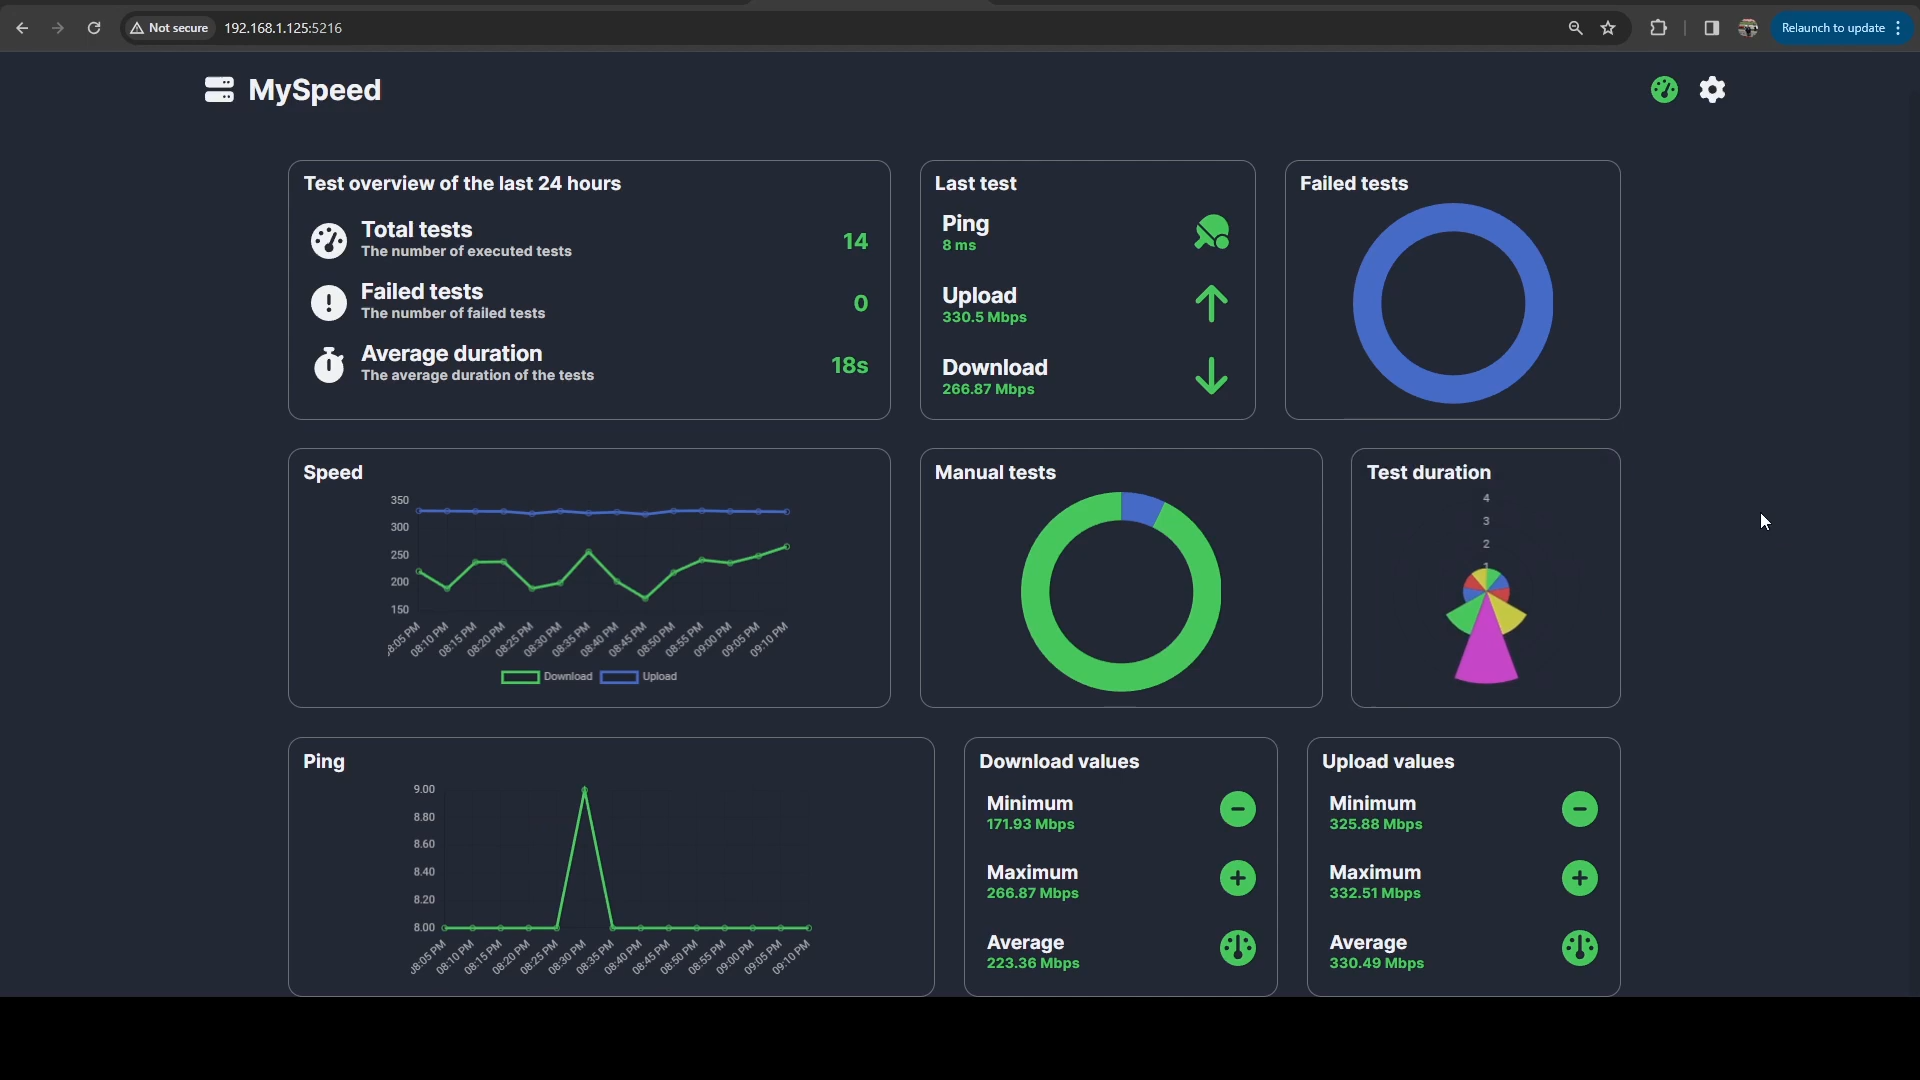 Not secure
192.168.1.125:5216
Relaunch to update
MySpeed
Test overview of the last 24 hours
Total tests
The number of executed tests
14
Failed tests
The number of failed tests
0
Average duration
The average duration of the tests
18s
Last test
Ping
8 ms
Upload
330.5 Mbps
Download
266.87 Mbps
Failed tests
Speed
350
300
250
200
150
08:05 PM
08:10 PM
08:15 PM
08:20 PM
08:25 PM
08:30 PM
08:35 PM
08:40 PM
08:45 PM
08:50 PM
08:55 PM
09:00 PM
09:05 PM
09:10 PM
Download
Upload
Manual tests
Test duration
4
3
2
1
Ping
9.00
8.80
8.60
8.40
8.20
8.00
08:05 PM
08:10 PM
08:15 PM
08:20 PM
08:25 PM
08:30 PM
08:35 PM
08:40 PM
08:45 PM
08:50 PM
08:55 PM
09:00 PM
09:05 PM
09:10 PM
Download values
Minimum
171.93 Mbps
Maximum
266.87 Mbps
Average
223.36 Mbps
Upload values
Minimum
325.88 Mbps
Maximum
332.51 Mbps
Average
330.49 Mbps